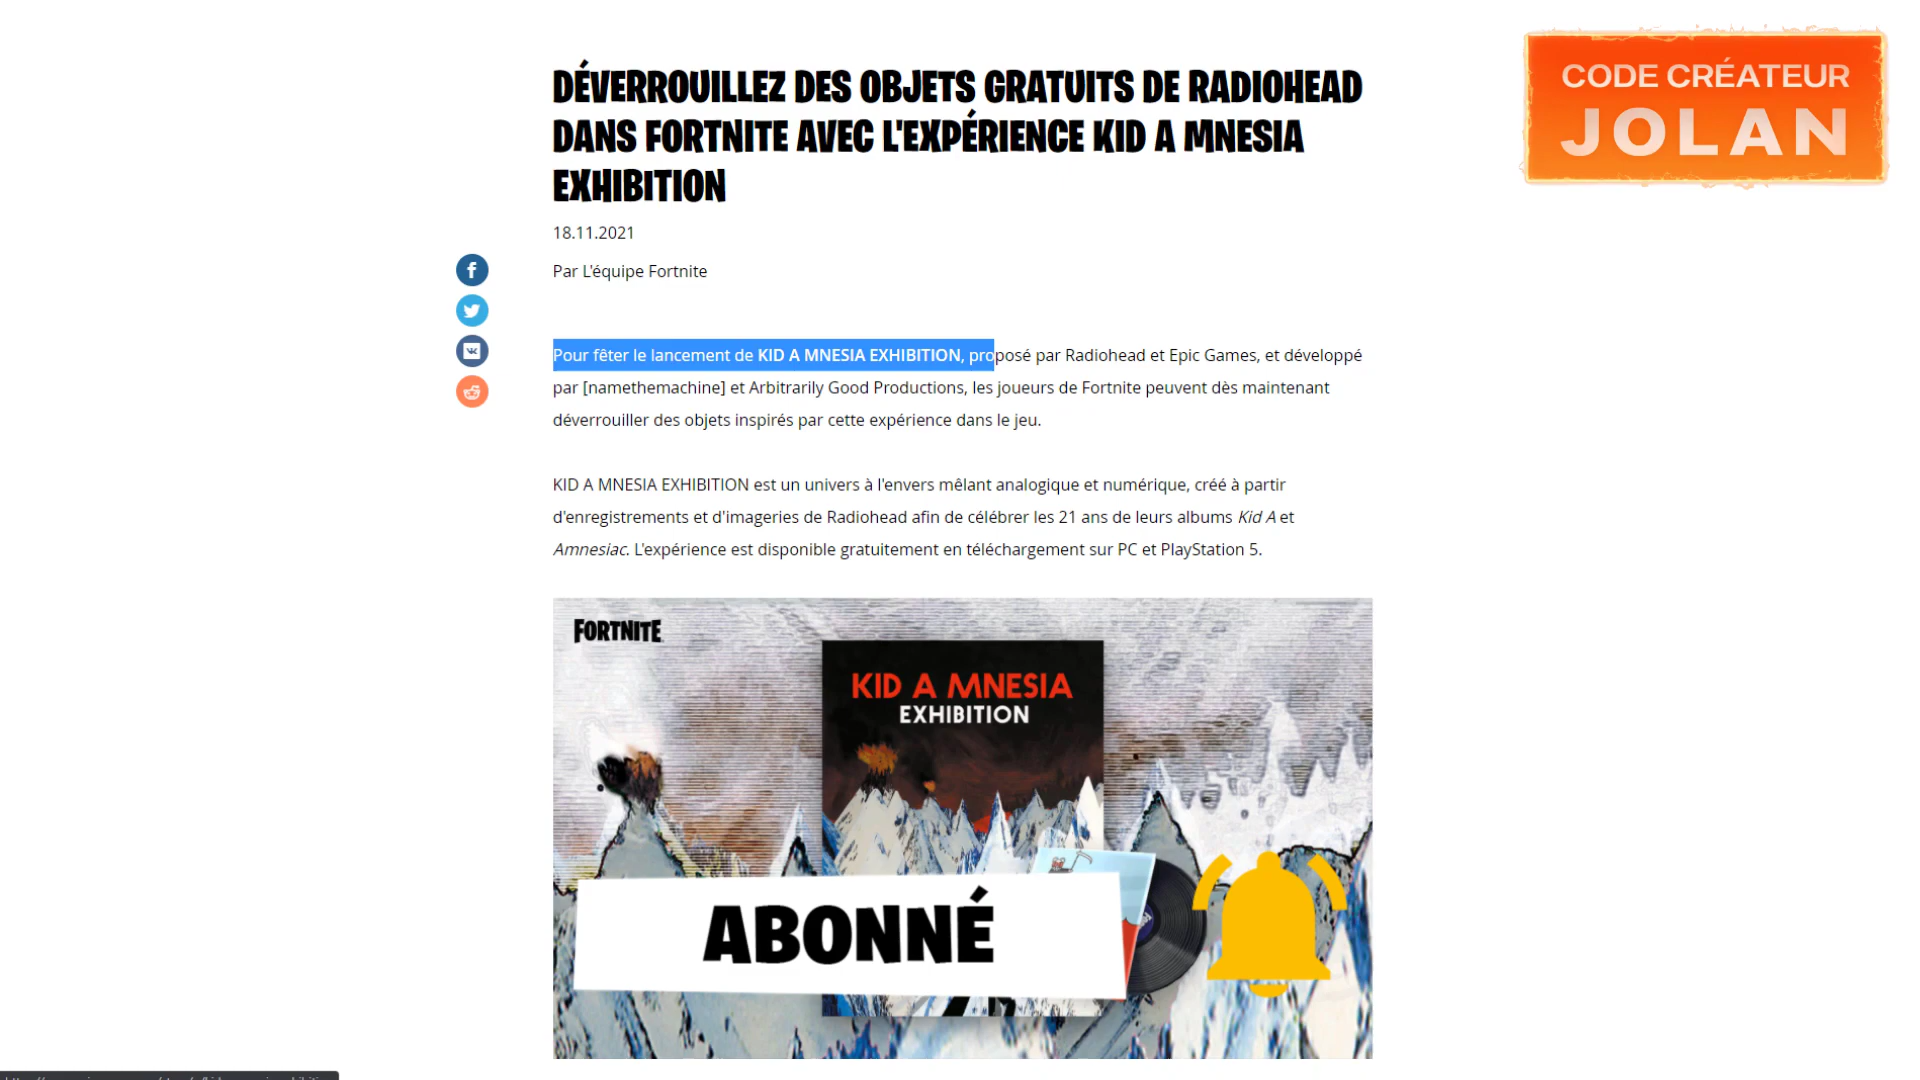 DÉVERROUILLEZ DES OBJETS GRATUITS DE RADIOHEAD
DANS FORTNITE AVEC L'EXPÉRIENCE KID A MNESIA
EXHIBITION
CODE CRÉATEUR
JOLAN
18.11.2021
Par L'équipe Fortnite
Pour fêter le lancement de KID A MNESIA EXHIBITION, proposé par Radiohead et Epic Games, et développé
par [namethemachine] et Arbitrarily Good Productions, les joueurs de Fortnite peuvent dès maintenant
déverrouiller des objets inspirés par cette expérience dans le jeu.
KID A MNESIA EXHIBITION est un univers à l'envers mêlant analogique et numérique, créé à partir
d'enregistrements et d'imageries de Radiohead afin de célébrer les 21 ans de leurs albums Kid A et
Amnesiac. L'expérience est disponible gratuitement en téléchargement sur PC et PlayStation 5.
FORTNITE
KID A MNESIA
EXHIBITION
ABONNÉ